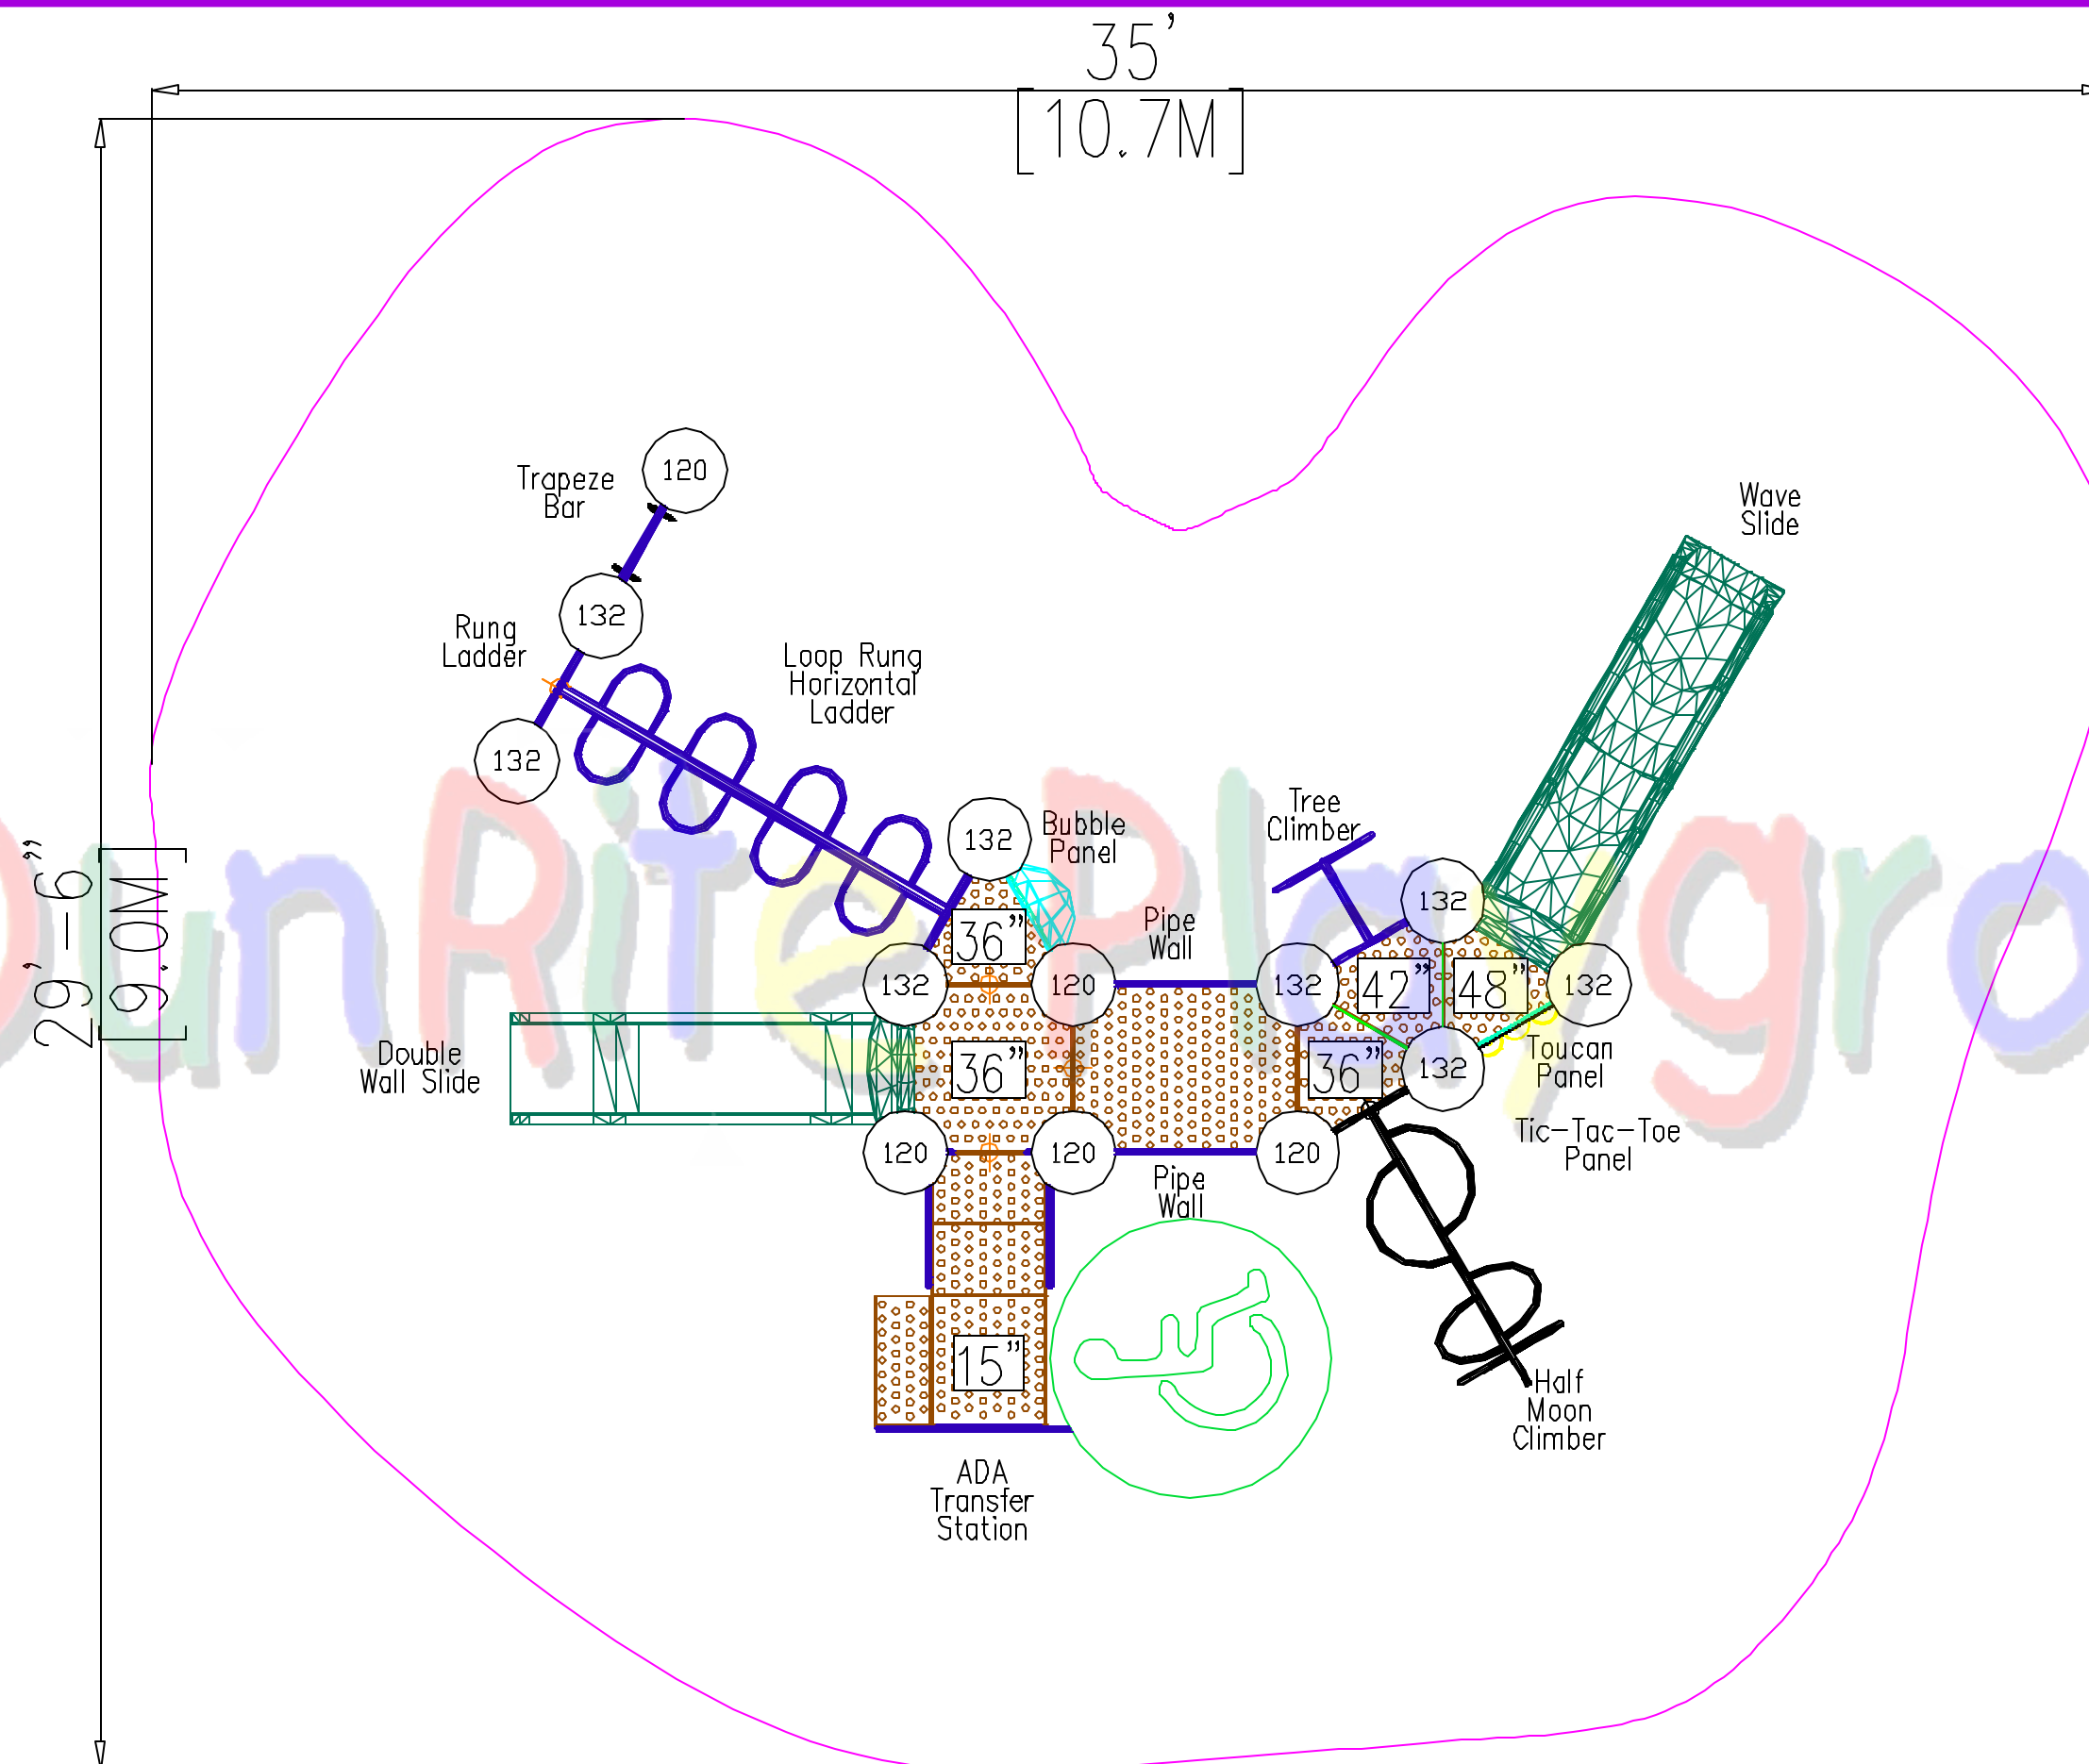 35'
[10.7M]
29'-6"
[9.0M]
Trapeze
Bar
120
132
Rung
Ladder
132
Loop Rung
Horizontal
Ladder
Wave
Slide
132
Bubble
Panel
Tree
Climber
Pipe
Wall
132
36"
132
120
132
42"
48"
132
Double
Wall Slide
36"
36"
132
Toucan
Panel
Tic-Tac-Toe
Panel
120
120
120
Pipe
Wall
15"
Half
Moon
Climber
ADA
Transfer
Station
DunRite Playgro